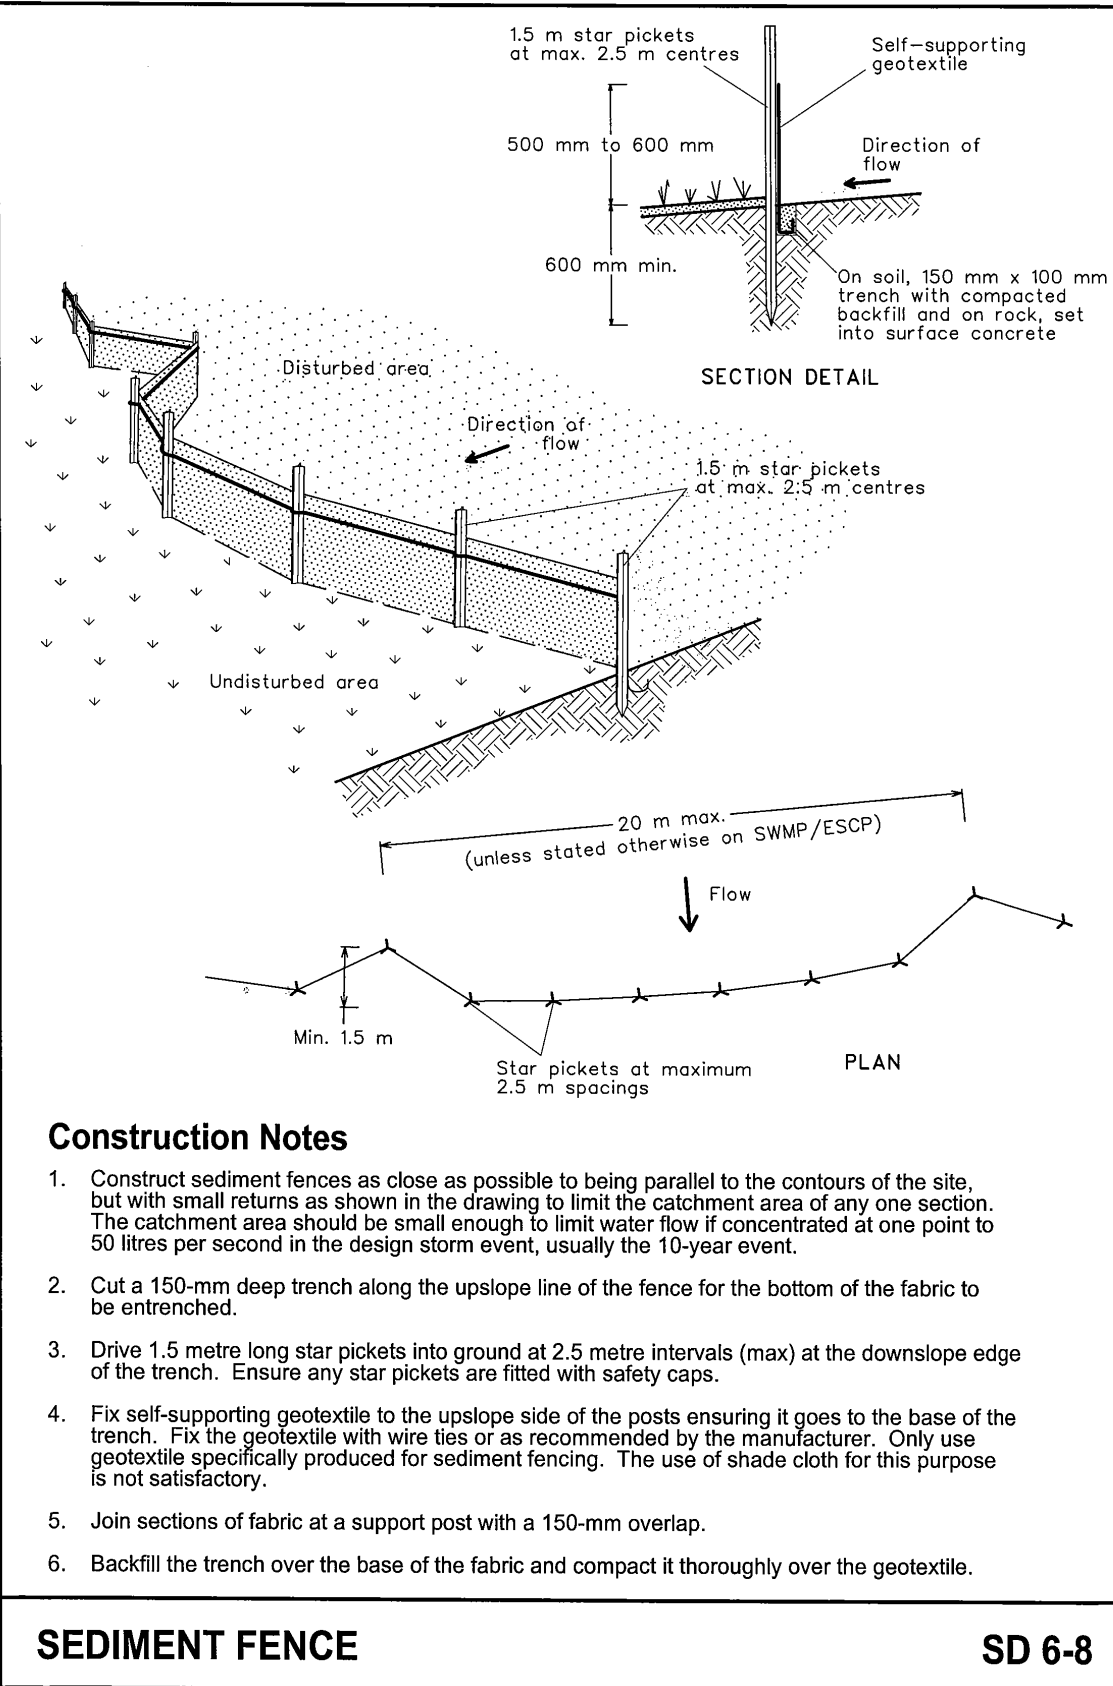 1.5 m star pickets
at max. 2.5 m centres
Self-supporting
geotextile
500 mm to 600 mm
Direction of
flow
600 mm min.
On soil, 150 mm x 100 mm
trench with compacted
backfill and on rock, set
into surface concrete
SECTION DETAIL
Disturbed area
Direction of
flow
1.5 m star pickets
at max. 2.5 m centres
Undisturbed area
20 m max.
(unless stated otherwise on SWMP/ESCP)
Flow
Min. 1.5 m
Star pickets at maximum
2.5 m spacings
PLAN
Construction Notes
1. Construct sediment fences as close as possible to being parallel to the contours of the site,
but with small returns as shown in the drawing to limit the catchment area of any one section.
The catchment area should be small enough to limit water flow if concentrated at one point to
50 litres per second in the design storm event, usually the 10-year event.
2. Cut a 150-mm deep trench along the upslope line of the fence for the bottom of the fabric to
be entrenched.
3. Drive 1.5 metre long star pickets into ground at 2.5 metre intervals (max) at the downslope edge
of the trench. Ensure any star pickets are fitted with safety caps.
4. Fix self-supporting geotextile to the upslope side of the posts ensuring it goes to the base of the
trench. Fix the geotextile with wire ties or as recommended by the manufacturer. Only use
geotextile specifically produced for sediment fencing. The use of shade cloth for this purpose
is not satisfactory.
5. Join sections of fabric at a support post with a 150-mm overlap.
6. Backfill the trench over the base of the fabric and compact it thoroughly over the geotextile.
SEDIMENT FENCE
SD 6-8